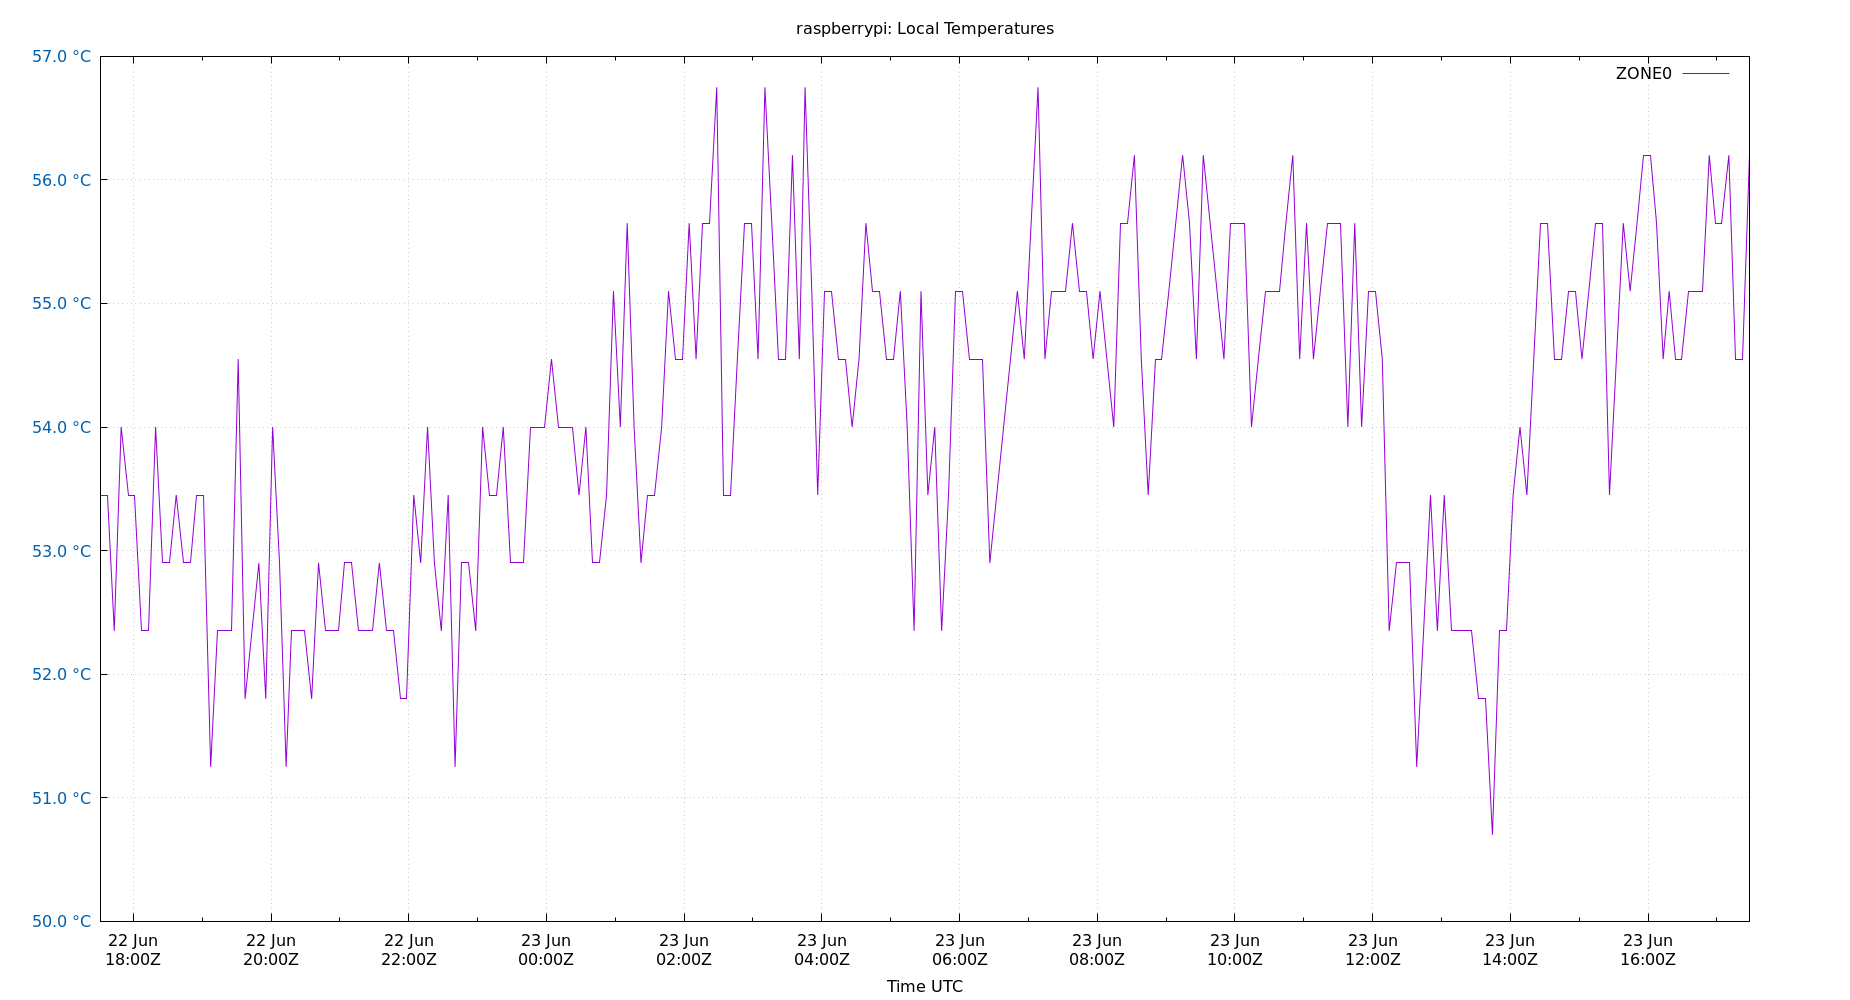 raspberrypi: Local Temperatures
57.0 °C
ZONE0
56.0 °C
55.0 °C
54.0 °C
53.0 °C
52.0 °C
51.0 °C
50.0 °C
22 Jun 22 Jun 22 Jun 23 Jun 23 Jun 23 Jun 23 Jun 23 Jun 23 Jun 23 Jun 23 Jun 23 Jun
18:00Z 20:00Z 22:00Z 00:00Z 02:00Z 04:00Z 06:00Z 08:00Z 10:00Z 12:00Z 14:00Z 16:00Z
Time UTC